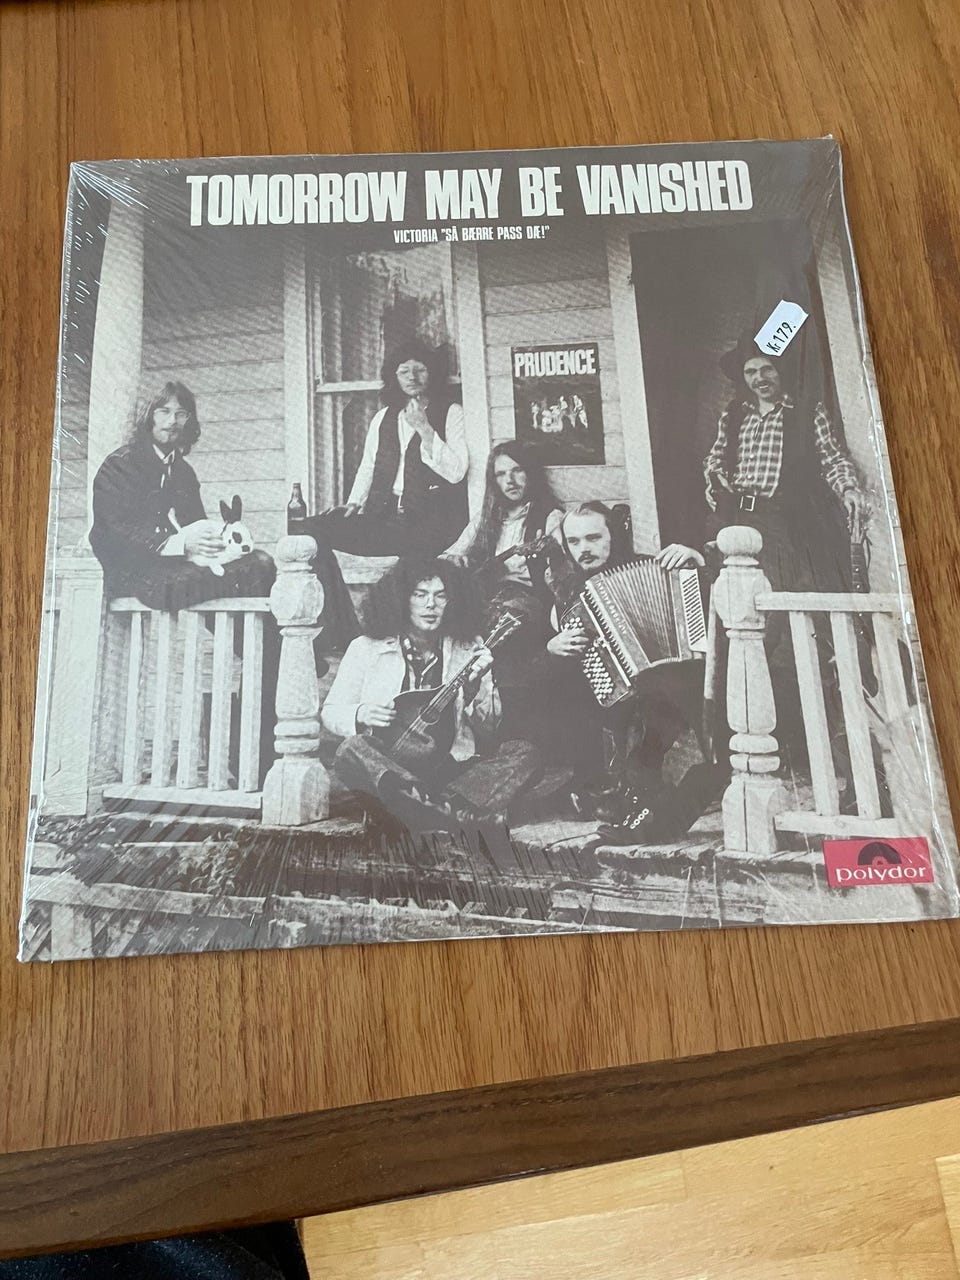 TOMORROW MAY BE VANISHED
VICTORIA "SÅ BÆRRE PASS DÆ!"
Kr 179.
PRUDENCE
polydor